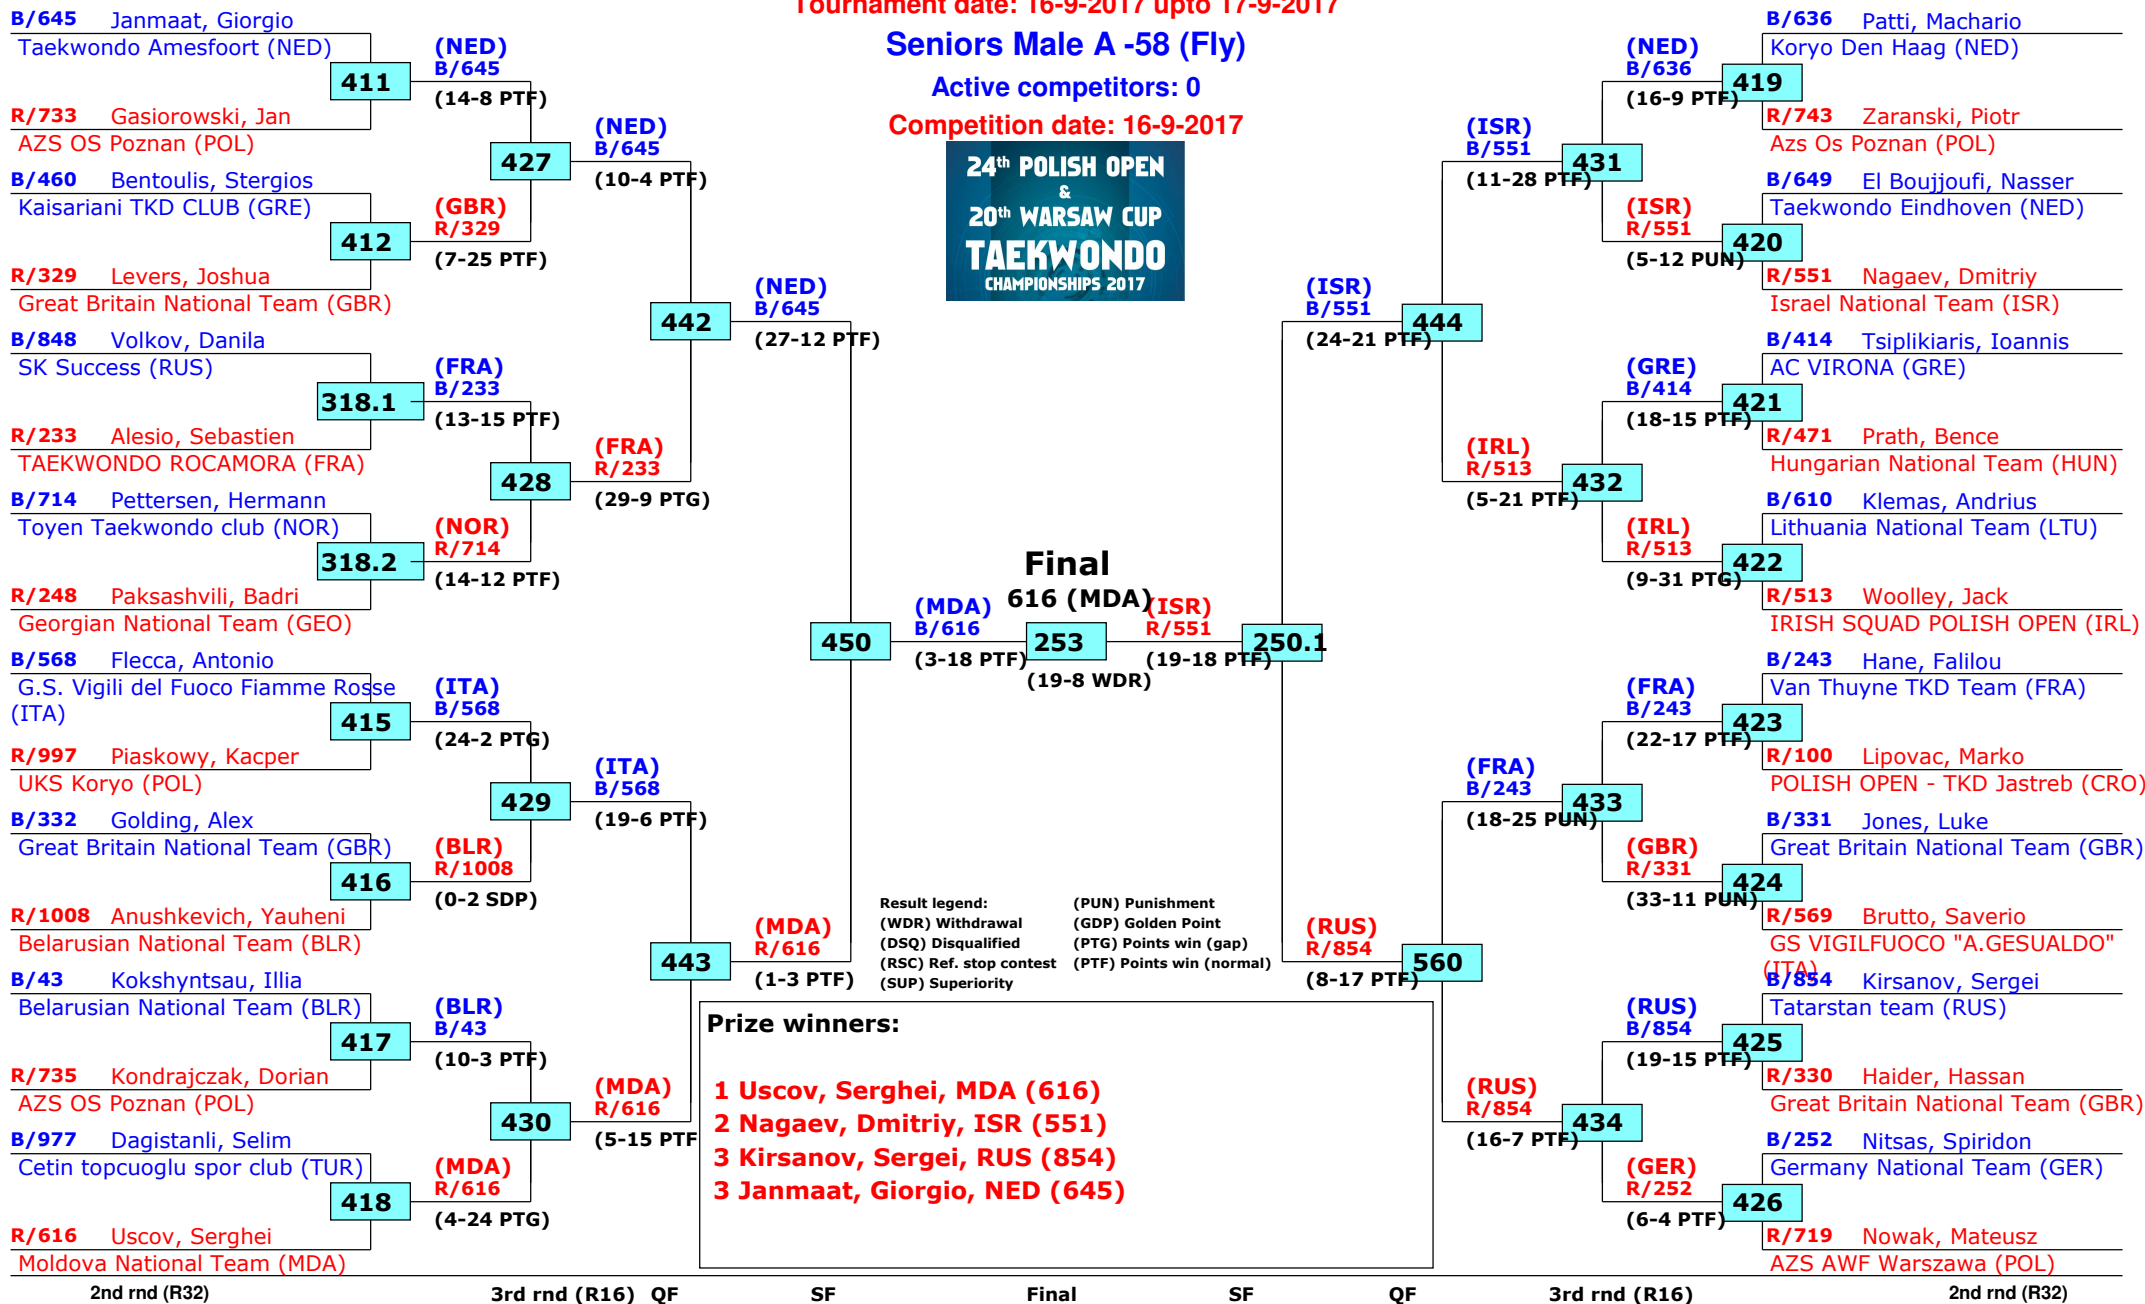 Tournament date: 16-9-2017 upto 17-9-2017
Seniors Male A -58 (Fly)
Active competitors: 0
Competition date: 16-9-2017
24th POLISH OPEN
&
20th WARSAW CUP
TAEKWONDO
CHAMPIONSHIPS 2017
B/645 Janmaat, Giorgio
Taekwondo Amesfoort (NED)
411
R/733 Gasiorowski, Jan
AZS OS Poznan (POL)
B/460 Bentoulis, Stergios
Kaisariani TKD CLUB (GRE)
412
R/329 Levers, Joshua
Great Britain National Team (GBR)
B/848 Volkov, Danila
SK Success (RUS)
318.1
R/233 Alesio, Sebastien
TAEKWONDO ROCAMORA (FRA)
B/714 Pettersen, Hermann
Toyen Taekwondo club (NOR)
318.2
R/248 Paksashvili, Badri
Georgian National Team (GEO)
B/568 Flecca, Antonio
G.S. Vigili del Fuoco Fiamme Rosse
(ITA)
415
R/997 Piaskowy, Kacper
UKS Koryo (POL)
B/332 Golding, Alex
Great Britain National Team (GBR)
416
R/1008 Anushkevich, Yauheni
Belarusian National Team (BLR)
B/43 Kokshyntsau, Illia
Belarusian National Team (BLR)
417
R/735 Kondrajczak, Dorian
AZS OS Poznan (POL)
B/977 Dagistanli, Selim
Cetin topcuoglu spor club (TUR)
418
R/616 Uscov, Serghei
Moldova National Team (MDA)
(NED)
B/645
(14-8 PTF)
427
(GBR)
R/329
(7-25 PTF)
(FRA)
B/233
(13-15 PTF)
428
(NOR)
R/714
(14-12 PTF)
(ITA)
B/568
(24-2 PTG)
429
(BLR)
R/1008
(0-2 SDP)
(BLR)
B/43
(10-3 PTF)
430
(MDA)
R/616
(4-24 PTG)
(NED)
B/645
(10-4 PTF)
442
(FRA)
R/233
(29-9 PTG)
(ITA)
B/568
(19-6 PTF)
443
(MDA)
R/616
(5-15 PTF
(NED)
B/645
(27-12 PTF)
450
(MDA)
R/616
(1-3 PTF)
Final
616 (MDA)
(MDA)
B/616
(3-18 PTF)
253
(19-8 WDR)
(ISR)
R/551
(19-18 PTF)
250.1
(ISR)
B/551
(24-21 PTF)
444
(RUS)
R/854
(8-17 PTF)
560
(ISR)
B/551
(11-28 PTF)
431
(IRL)
R/513
(5-21 PTF)
432
(FRA)
B/243
(18-25 PUN)
433
(RUS)
R/854
(16-7 PTF)
434
(NED)
B/636
(16-9 PTF)
419
(ISR)
R/551
(5-12 PUN)
420
(GRE)
B/414
(18-15 PTF)
421
(IRL)
R/513
(9-31 PTG)
422
(FRA)
B/243
(22-17 PTF)
423
(GBR)
R/331
(33-11 PUN)
424
(RUS)
B/854
(19-15 PTF)
425
(GER)
R/252
(6-4 PTF)
426
B/636 Patti, Machario
Koryo Den Haag (NED)
R/743 Zaranski, Piotr
Azs Os Poznan (POL)
B/649 El Boujjoufi, Nasser
Taekwondo Eindhoven (NED)
R/551 Nagaev, Dmitriy
Israel National Team (ISR)
B/414 Tsiplikiaris, Ioannis
AC VIRONA (GRE)
R/471 Prath, Bence
Hungarian National Team (HUN)
B/610 Klemas, Andrius
Lithuania National Team (LTU)
R/513 Woolley, Jack
IRISH SQUAD POLISH OPEN (IRL)
B/243 Hane, Falilou
Van Thuyne TKD Team (FRA)
R/100 Lipovac, Marko
POLISH OPEN - TKD Jastreb (CRO)
B/331 Jones, Luke
Great Britain National Team (GBR)
R/569 Brutto, Saverio
GS VIGILFUOCO "A.GESUALDO"
(ITA)
B/854 Kirsanov, Sergei
Tatarstan team (RUS)
R/330 Haider, Hassan
Great Britain National Team (GBR)
B/252 Nitsas, Spiridon
Germany National Team (GER)
R/719 Nowak, Mateusz
AZS AWF Warszawa (POL)
Result legend: (PUN) Punishment
(WDR) Withdrawal (GDP) Golden Point
(DSQ) Disqualified (PTG) Points win (gap)
(RSC) Ref. stop contest (PTF) Points win (normal)
(SUP) Superiority
Prize winners:
1 Uscov, Serghei, MDA (616)
2 Nagaev, Dmitriy, ISR (551)
3 Kirsanov, Sergei, RUS (854)
3 Janmaat, Giorgio, NED (645)
2nd rnd (R32) 3rd rnd (R16) QF SF Final SF QF 3rd rnd (R16) 2nd rnd (R32)